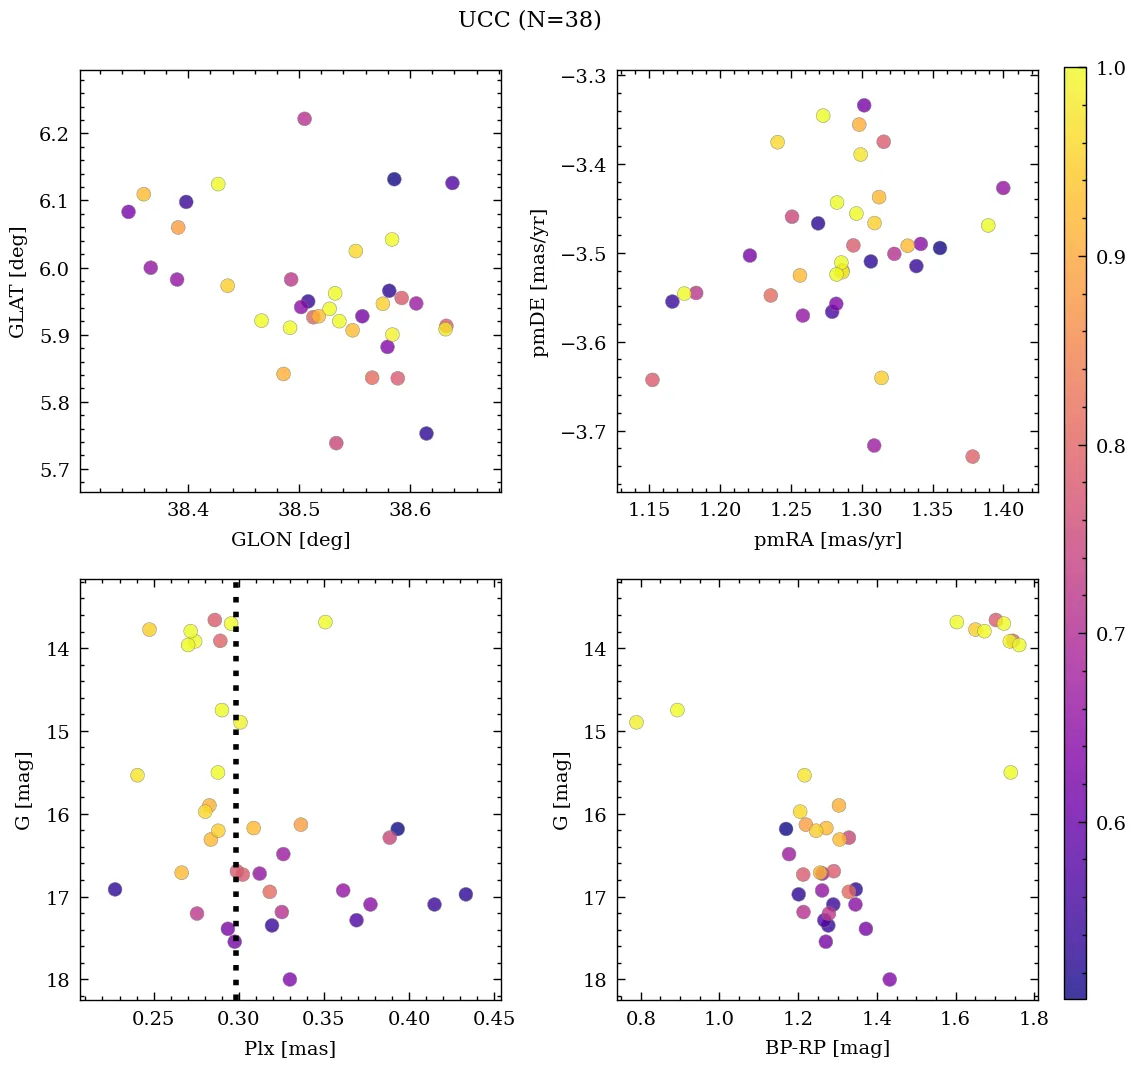 UCC (N=38)
6.2
6.1
6.0
5.9
5.8
5.7
GLAT [deg]
38.4 38.5 38.6
GLON [deg]
−3.3
−3.4
−3.5
−3.6
−3.7
pmDE [mas/yr]
1.15 1.20 1.25 1.30 1.35 1.40
pmRA [mas/yr]
1.0
0.9
0.8
0.7
0.6
14
15
16
17
18
G [mag]
0.25 0.30 0.35 0.40 0.45
Plx [mas]
14
15
16
17
18
G [mag]
0.8 1.0 1.2 1.4 1.6 1.8
BP-RP [mag]